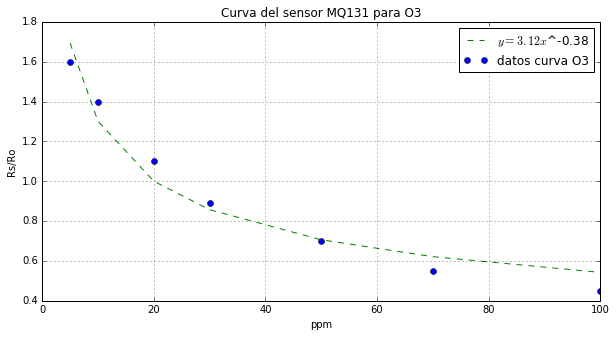 Curva del sensor MQ131 para O3
1.8
1.6
1.4
1.2
1.0
0.8
0.6
0.4
Rs/Ro
y = 3.12x^-0.38
datos curva O3
0 20 40 60 80 100
ppm